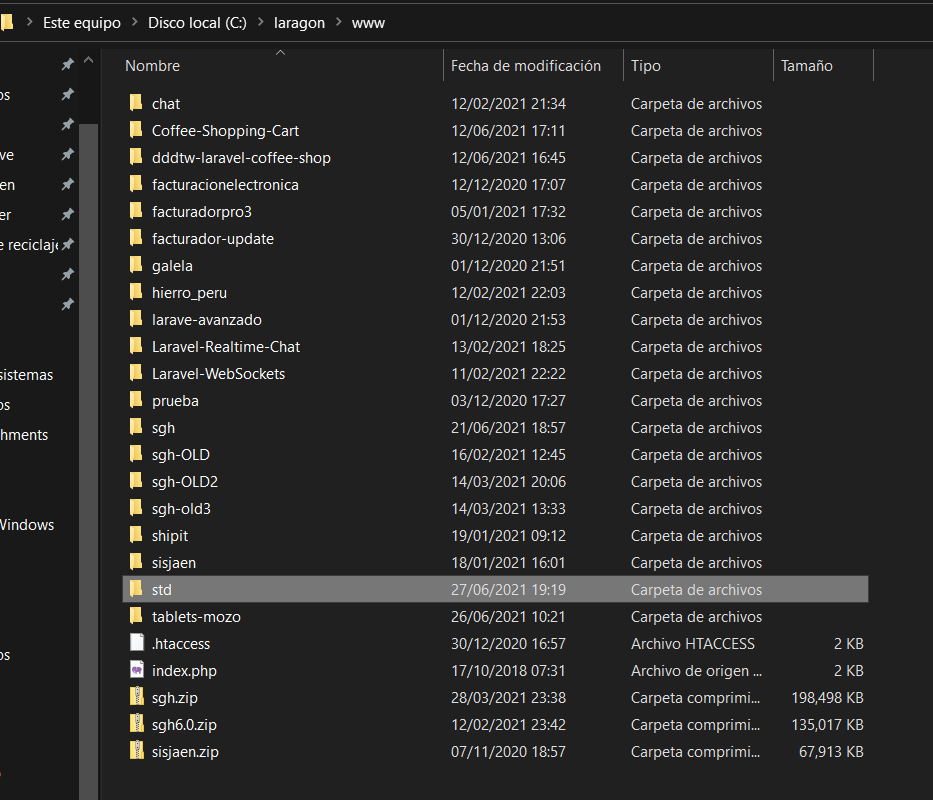 Este equipo > Disco local (C:) > laragon > www
Nombre Fecha de modificación Tipo Tamaño
chat 12/02/2021 21:34 Carpeta de archivos
os Coffee-Shopping-Cart 12/06/2021 17:11 Carpeta de archivos
dddtw-laravel-coffee-shop 12/06/2021 16:45 Carpeta de archivos
ve facturacionelectronica 12/12/2020 17:07 Carpeta de archivos
en facturadorpro3 05/01/2021 17:32 Carpeta de archivos
er facturador-update 30/12/2020 13:06 Carpeta de archivos
e reciclaje galela 01/12/2020 21:51 Carpeta de archivos
hierro_peru 12/02/2021 22:03 Carpeta de archivos
larave-avanzado 01/12/2020 21:53 Carpeta de archivos
Laravel-Realtime-Chat 13/02/2021 18:25 Carpeta de archivos
sistemas Laravel-WebSockets 11/02/2021 22:22 Carpeta de archivos
os prueba 03/12/2020 17:27 Carpeta de archivos
hments sgh 21/06/2021 18:57 Carpeta de archivos
sgh-OLD 16/02/2021 12:45 Carpeta de archivos
sgh-OLD2 14/03/2021 20:06 Carpeta de archivos
sgh-old3 14/03/2021 13:33 Carpeta de archivos
Windows shipit 19/01/2021 09:12 Carpeta de archivos
sisjaen 18/01/2021 16:01 Carpeta de archivos
std 27/06/2021 19:19 Carpeta de archivos
tablets-mozo 26/06/2021 10:21 Carpeta de archivos
.htaccess 30/12/2020 16:57 Archivo HTACCESS 2 KB
os index.php 17/10/2018 07:31 Archivo de origen ... 2 KB
sgh.zip 28/03/2021 23:38 Carpeta comprimi... 198,498 KB
sgh6.0.zip 12/02/2021 23:42 Carpeta comprimi... 135,017 KB
sisjaen.zip 07/11/2020 18:57 Carpeta comprimi... 67,913 KB